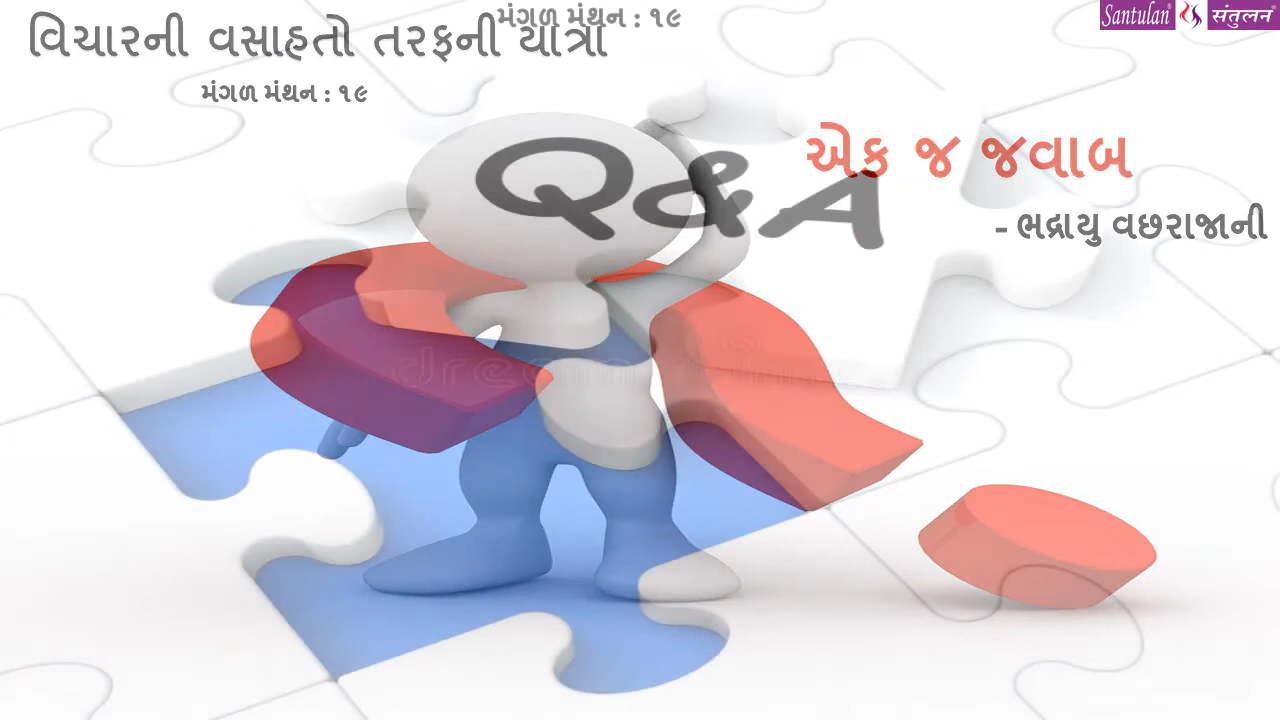 મંગળ મંથન : ૧૯
વિચારની વસાહતો તરફની યાત્રા
મંગળ મંથન : ૧૯
Santulan® સંતુલન®
Q&A
એક જ જવાબ
- ભદ્રાયુ વછરાજાની